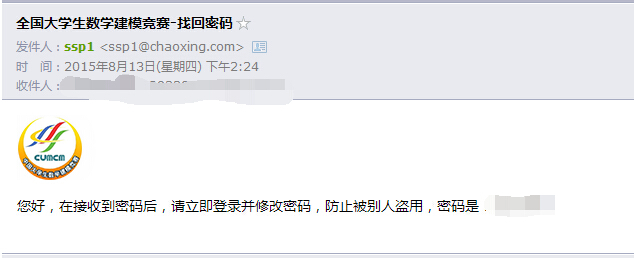 全国大学生数学建模竞赛-找回密码
发件人：ssp1 <ssp1@chaoxing.com>
时　间：2015年8月13日(星期四) 下午2:24
收件人：
CUMCM
您好，在接收到密码后，请立即登录并修改密码，防止被别人盗用，密码是：